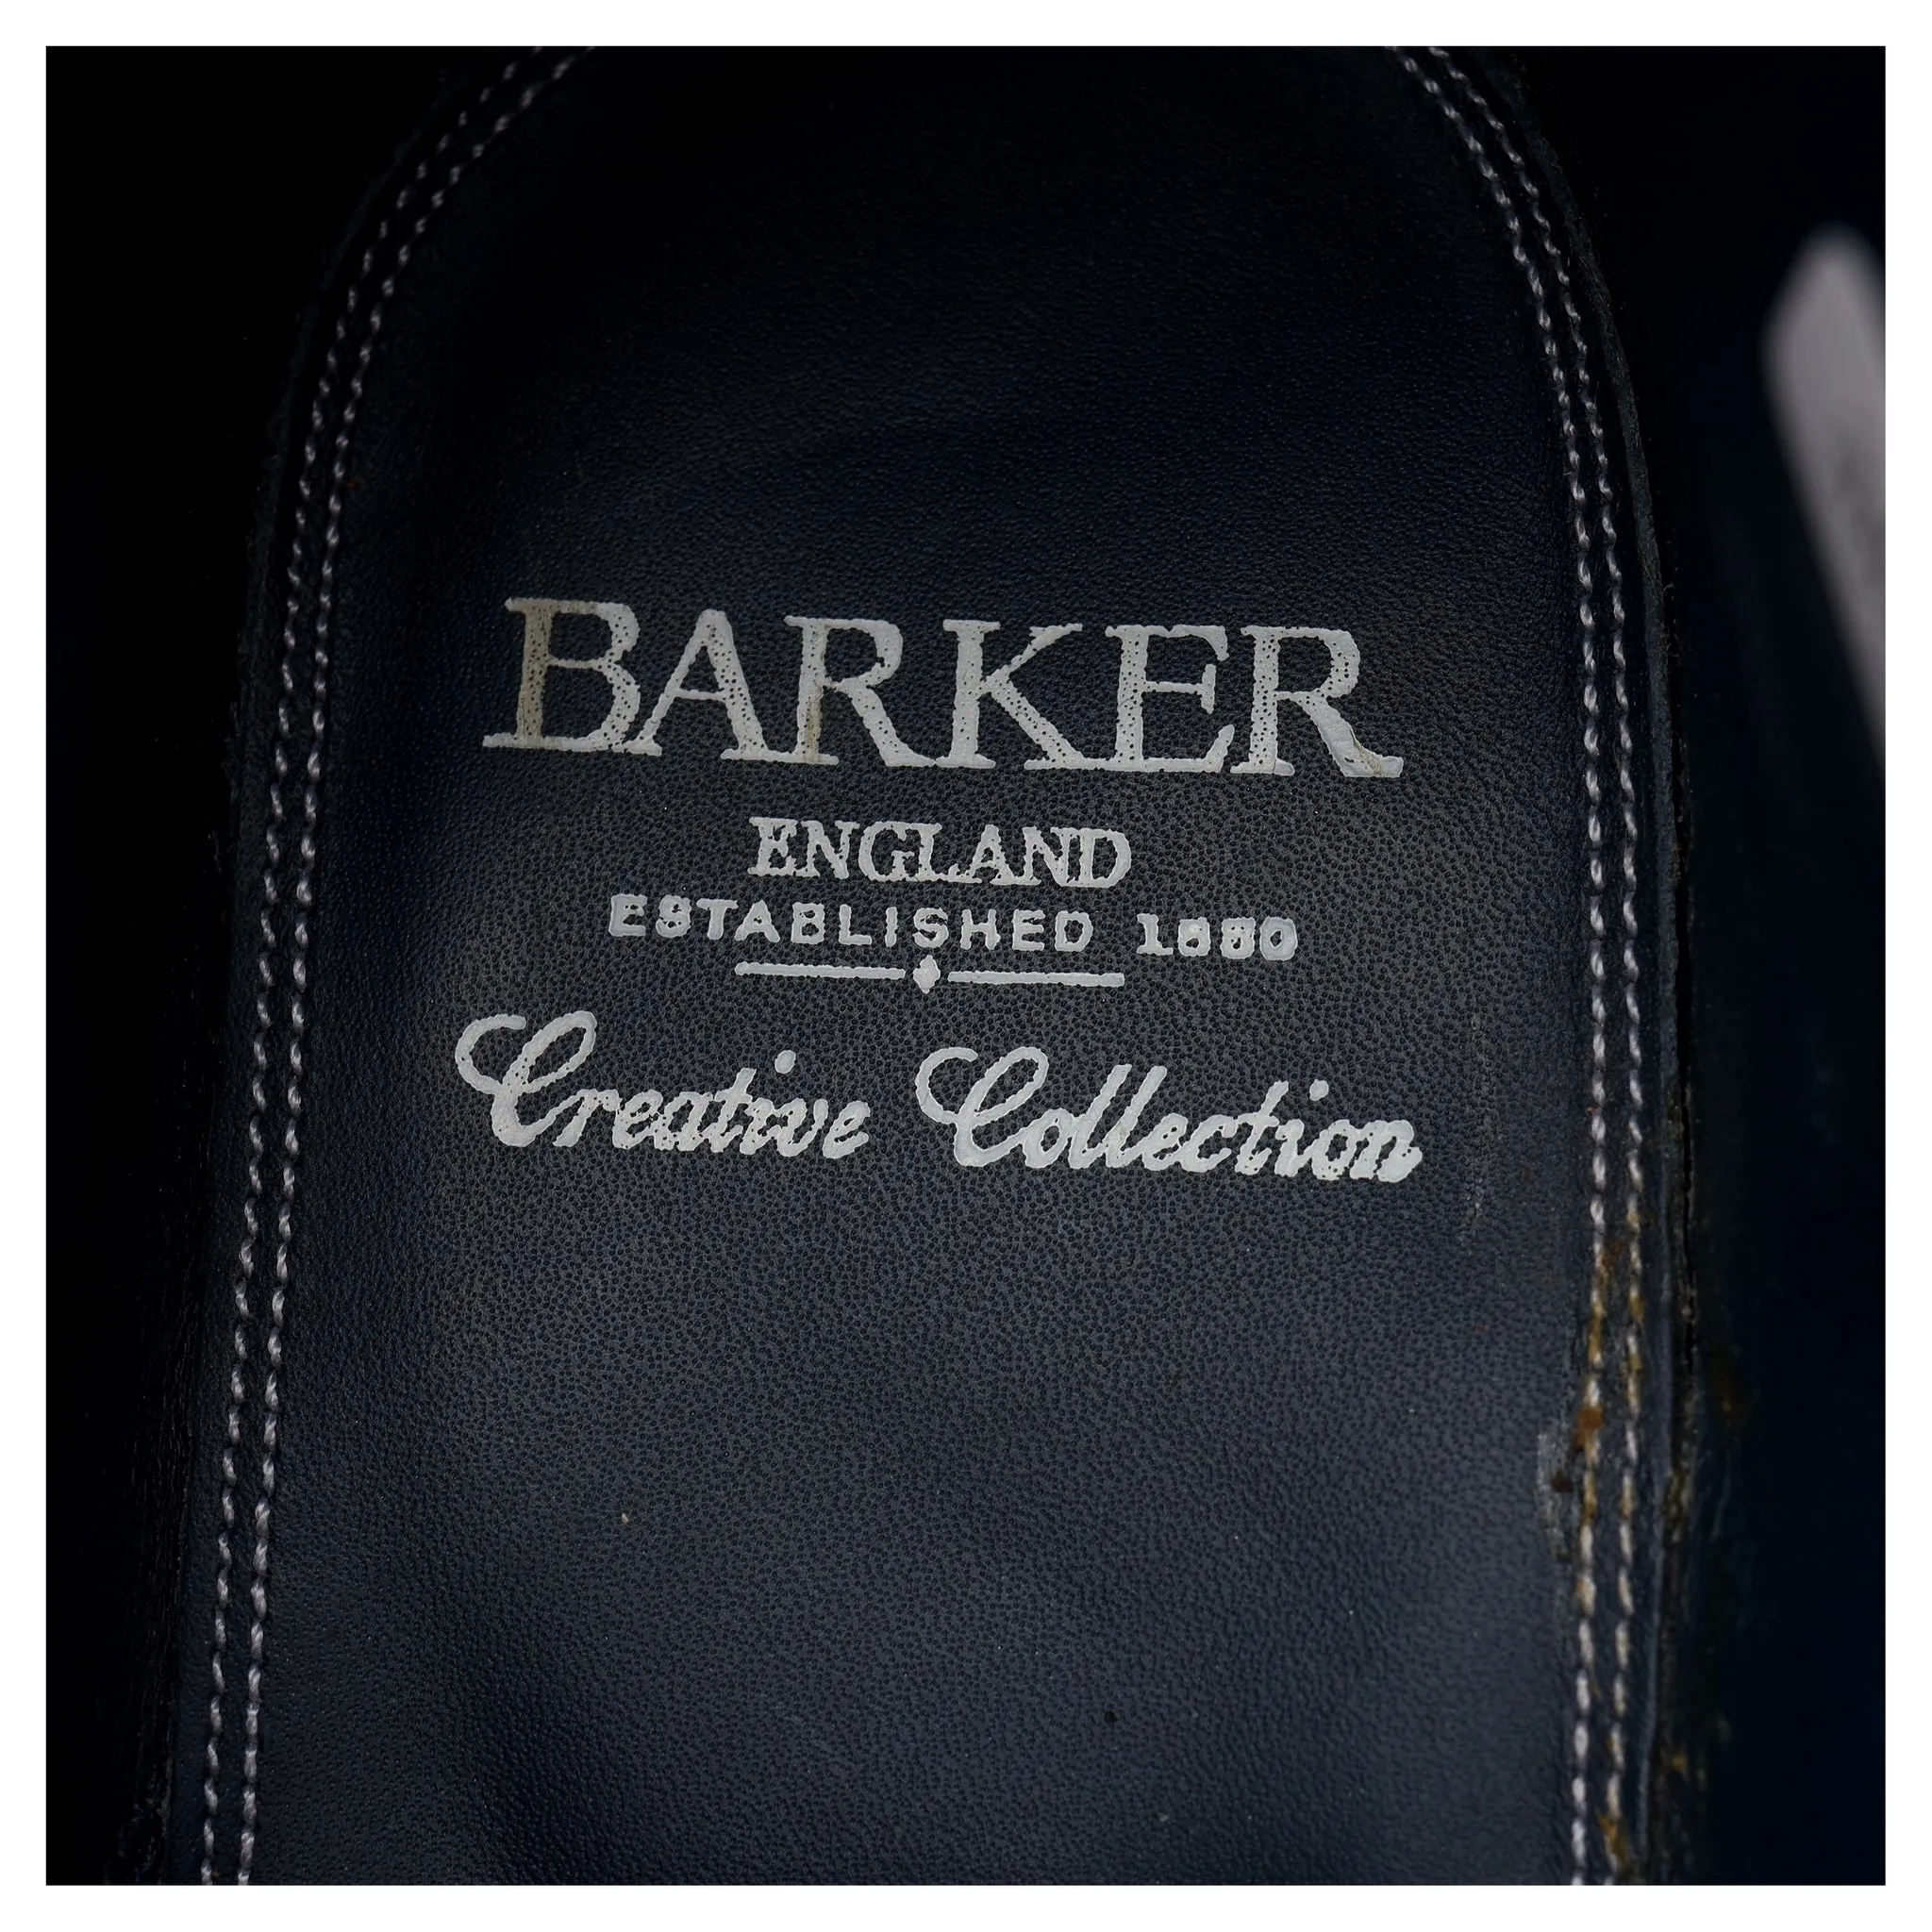 BARKER
ENGLAND
ESTABLISHED 1880
Creative Collection